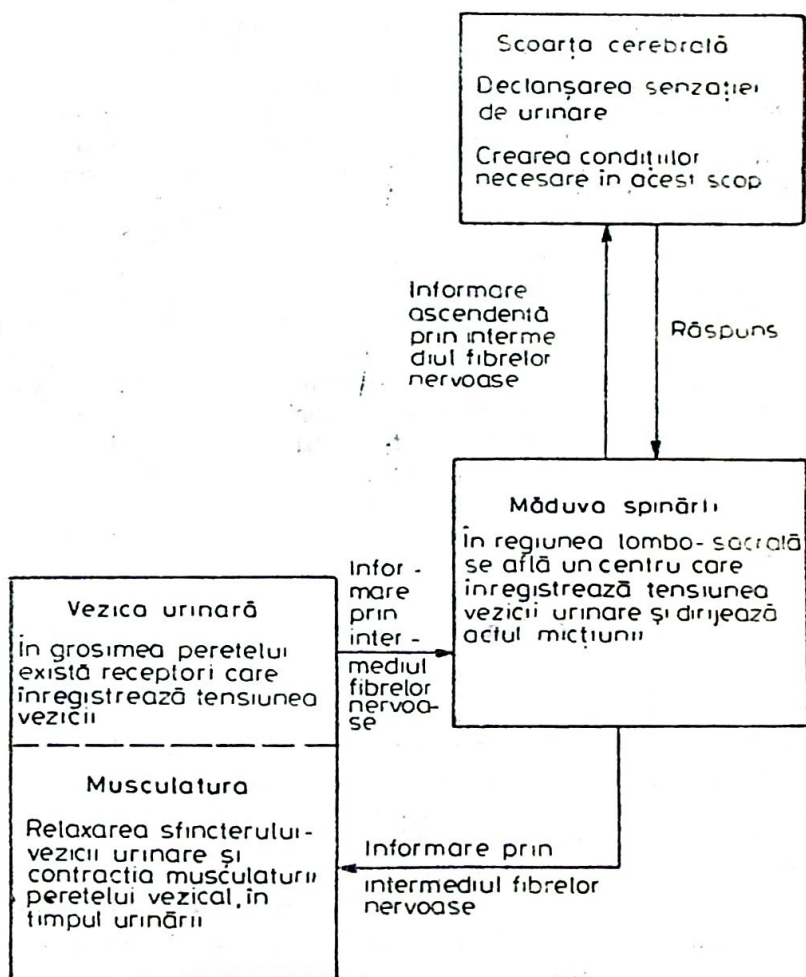 Scoarța cerebrală
Declanșarea senzației
de urinare
Crearea condițiilor
necesare în acest scop
Informare
ascendentă
prin interme
diul fibrelor
nervoase
Răspuns
Măduva spinării
În regiunea lombo-sacrală
se află un centru care
înregistrează tensiunea
vezicii urinare și dirijează
actul micțiunii
Infor-
mare
prin
inter-
mediul
fibrelor
nervoa-
se
Vezica urinară
În grosimea peretelui
există receptori care
înregistrează tensiunea
vezicii
Musculatura
Relaxarea sfincterului-
vezicii urinare și
contractia musculaturii
peretelui vezical, în
timpul urinării
Informare prin
intermediul fibrelor
nervoase